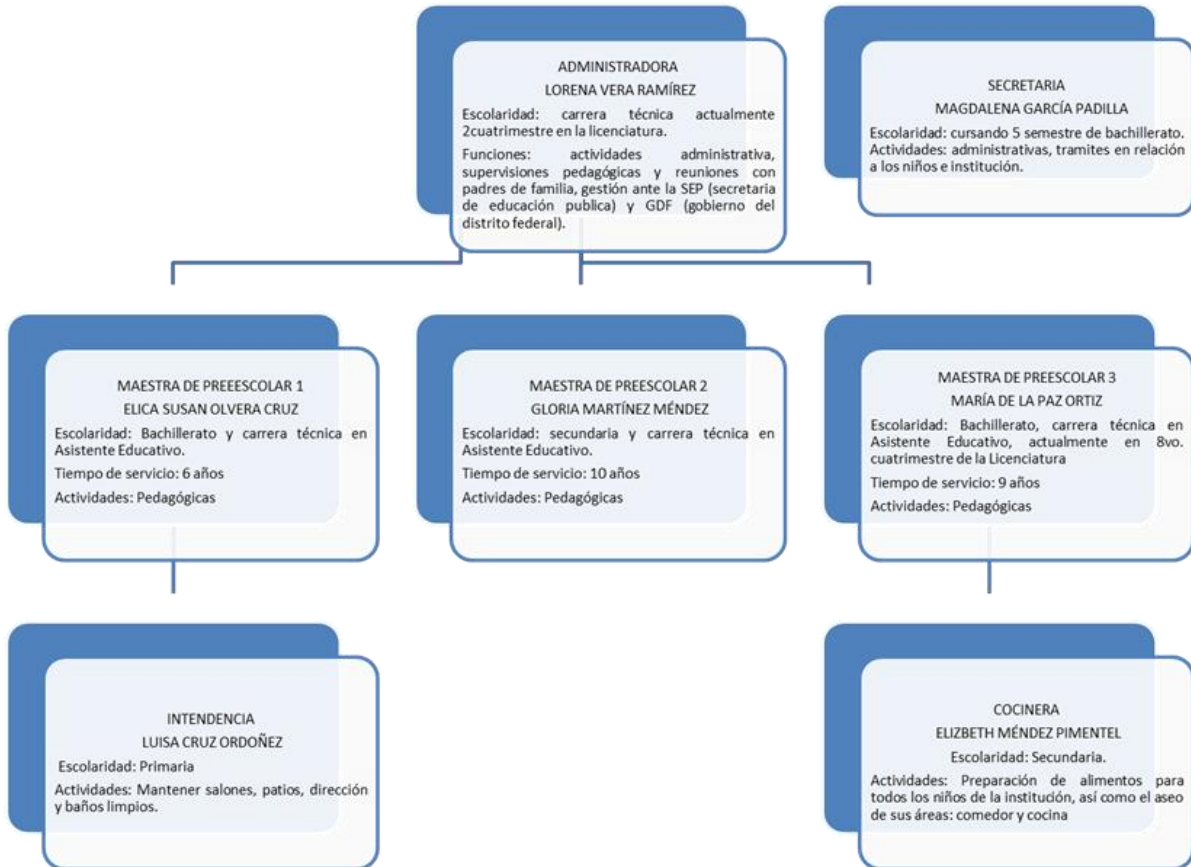 ADMINISTRADORA
LORENA VERA RAMÍREZ
Escolaridad: carrera técnica actualmente
2cuatrimestre en la licenciatura.
Funciones: actividades administrativa,
supervisiones pedagógicas y reuniones con
padres de familia, gestión ante la SEP (secretaria
de educación publica) y GDF (gobierno del
distrito federal).
SECRETARIA
MAGDALENA GARCÍA PADILLA
Escolaridad: cursando 5 semestre de bachillerato.
Actividades: administrativas, tramites en relación
a los niños e institución.
MAESTRA DE PREEESCOLAR 1
ELICA SUSAN OLVERA CRUZ
Escolaridad: Bachillerato y carrera técnica en
Asistente Educativo.
Tiempo de servicio: 6 años
Actividades: Pedagógicas
MAESTRA DE PREESCOLAR 2
GLORIA MARTÍNEZ MÉNDEZ
Escolaridad: secundaria y carrera técnica en
Asistente Educativo.
Tiempo de servicio: 10 años
Actividades: Pedagógicas
MAESTRA DE PREESCOLAR 3
MARÍA DE LA PAZ ORTIZ
Escolaridad: Bachillerato, carrera técnica en
Asistente Educativo, actualmente en 8vo.
cuatrimestre de la Licenciatura
Tiempo de servicio: 9 años
Actividades: Pedagógicas
INTENDENCIA
LUISA CRUZ ORDOÑEZ
Escolaridad: Primaria
Actividades: Mantener salones, patios, dirección
y baños limpios.
COCINERA
ELIZBETH MÉNDEZ PIMENTEL
Escolaridad: Secundaria.
Actividades: Preparación de alimentos para
todos los niños de la institución, así como el aseo
de sus áreas: comedor y cocina